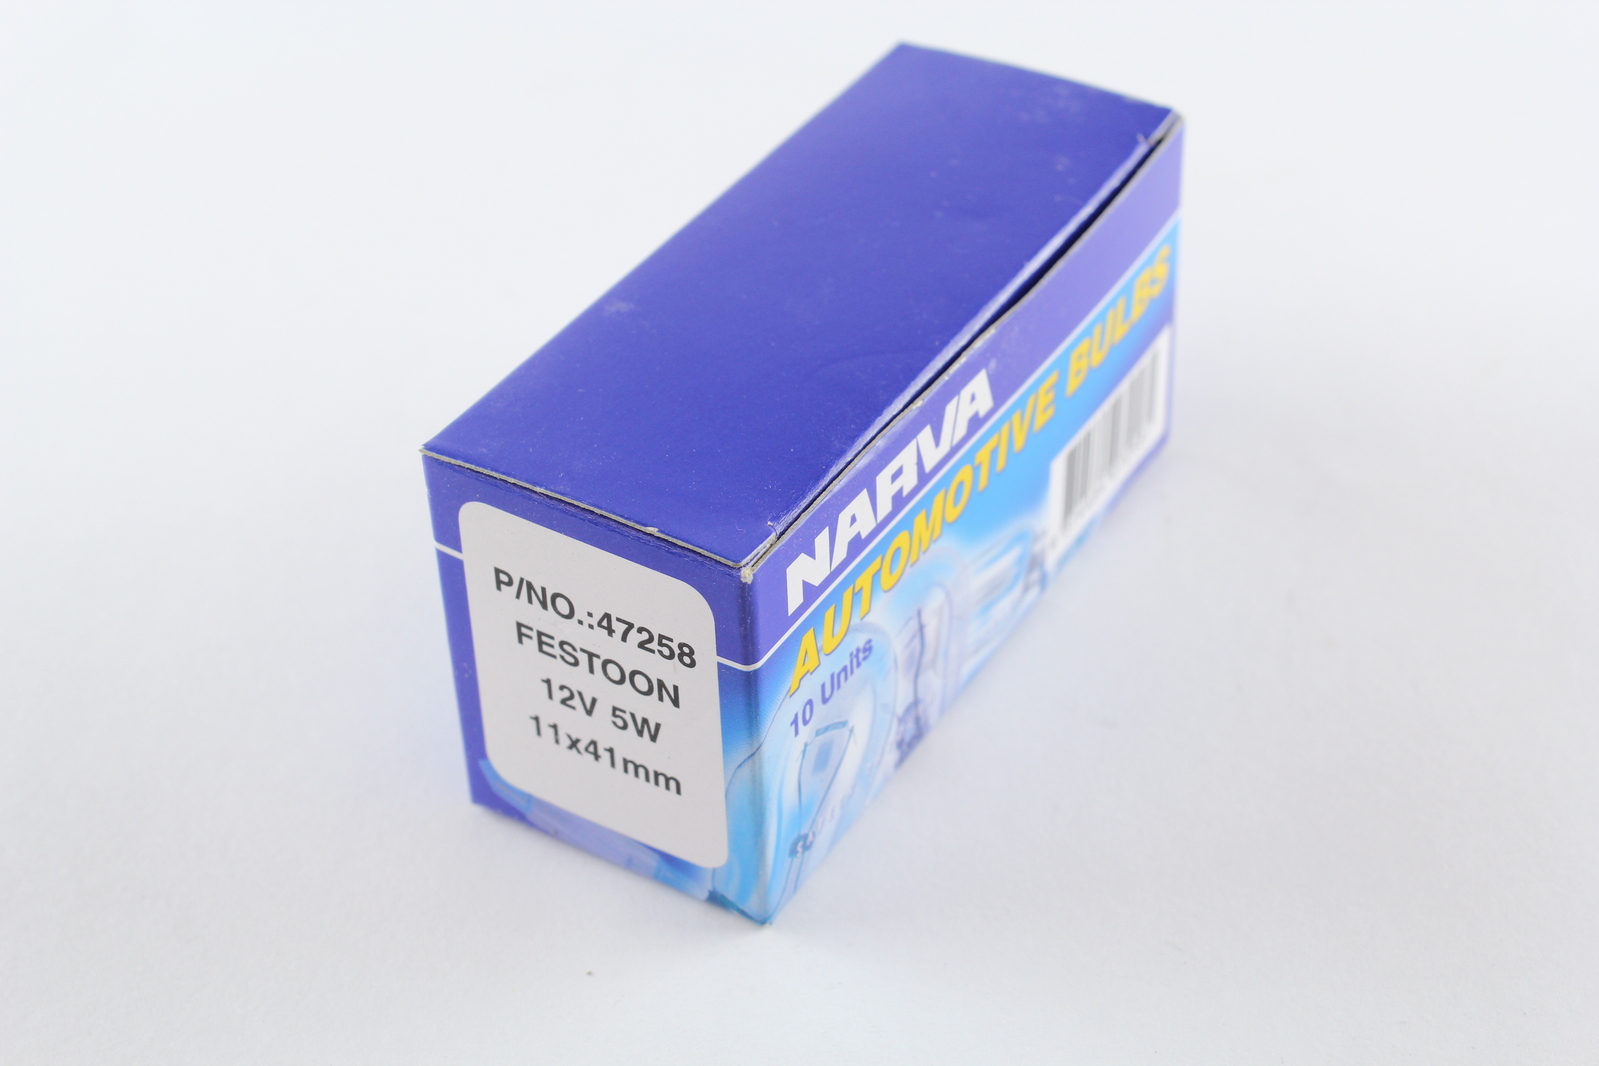 P/NO.:47258
FESTOON
12V 5W
11x41mm
NARVA
AUTOMOTIVE BULBS
10 Units